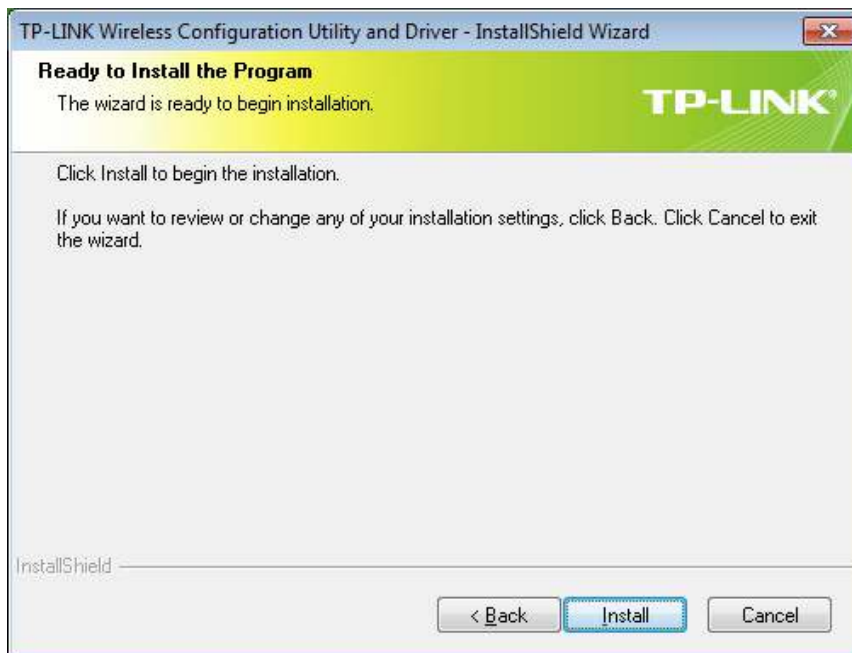 TP-LINK Wireless Configuration Utility and Driver - InstallShield Wizard
Ready to Install the Program
The wizard is ready to begin installation.
TP-LINK®
Click Install to begin the installation.
If you want to review or change any of your installation settings, click Back. Click Cancel to exit
the wizard.
InstallShield
< Back
Install
Cancel